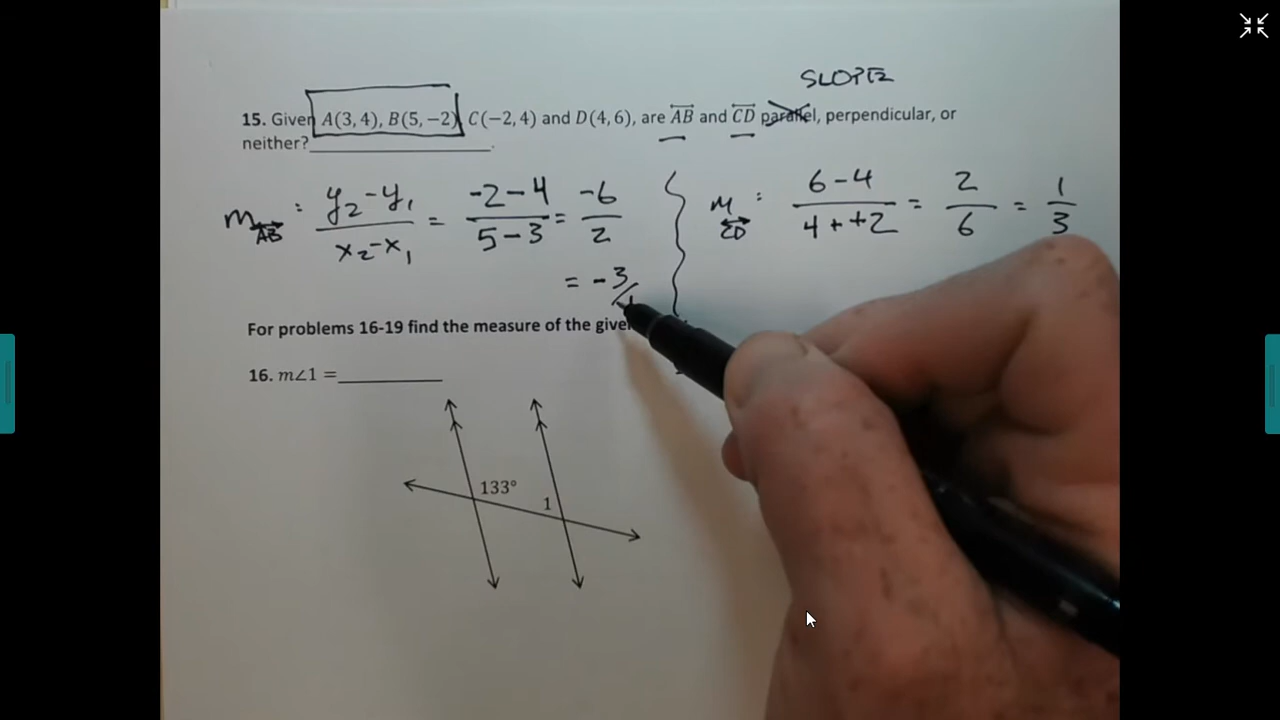 SLOPE
15. Given A(3, 4), B(5, −2) C(−2, 4) and D(4, 6), are AB and CD parallel, perpendicular, or
neither?____________________.
m AB : y₂ - y₁ / x₂ - x₁ = -2 - 4 / 5 - 3 = -6 / 2
= -3/1
m CD : 6 - 4 / 4 + +2 = 2 / 6 = 1 / 3
For problems 16-19 find the measure of the
16. m∠1 =____________
133°
1